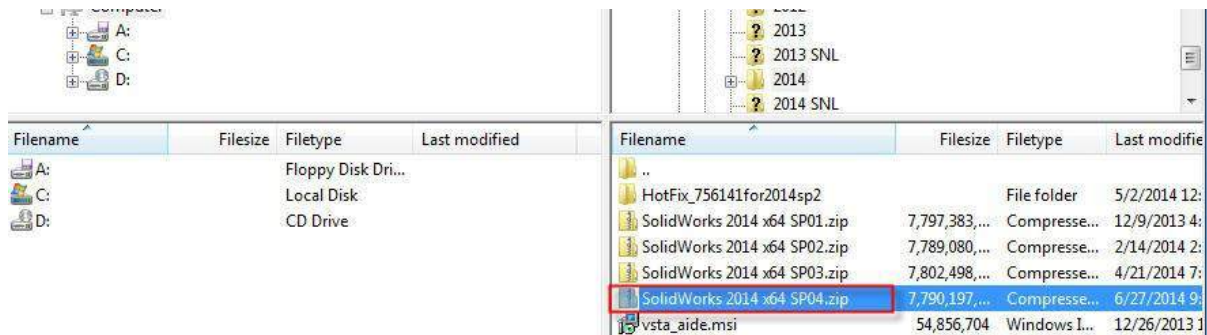 Computer
A:
C:
D:
2012
2013
2013 SNL
2014
2014 SNL
Filename Filesize Filetype Last modified
A: Floppy Disk Dri...
C: Local Disk
D: CD Drive
Filename Filesize Filetype Last modifie
..
HotFix_756141for2014sp2 File folder 5/2/2014 12:
SolidWorks 2014 x64 SP01.zip 7,797,383,... Compresse... 12/9/2013 4:
SolidWorks 2014 x64 SP02.zip 7,789,080,... Compresse... 2/14/2014 2:
SolidWorks 2014 x64 SP03.zip 7,802,498,... Compresse... 4/21/2014 7:
SolidWorks 2014 x64 SP04.zip 7,790,197,... Compresse... 6/27/2014 9:
vsta_aide.msi 54,856,704 Windows I... 12/26/2013 1